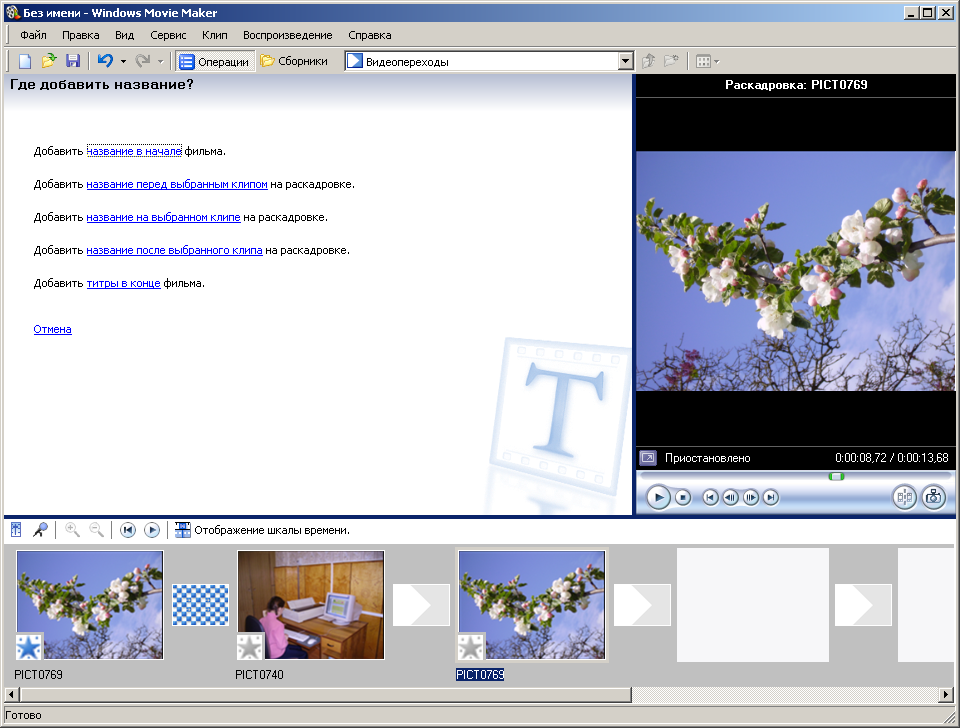 Без имени - Windows Movie Maker
Файл Правка Вид Сервис Клип Воспроизведение Справка
Операции Сборники Видеопереходы
Где добавить название?
Раскадровка: PICT0769
Добавить название в начале фильма.
Добавить название перед выбранным клипом на раскадровке.
Добавить название на выбранном клипе на раскадровке.
Добавить название после выбранного клипа на раскадровке.
Добавить титры в конце фильма.
Отмена
T
Приостановлено 0:00:08,72 / 0:00:13,68
Отображение шкалы времени.
PICT0769 PICT0740 PICT0769
Готово